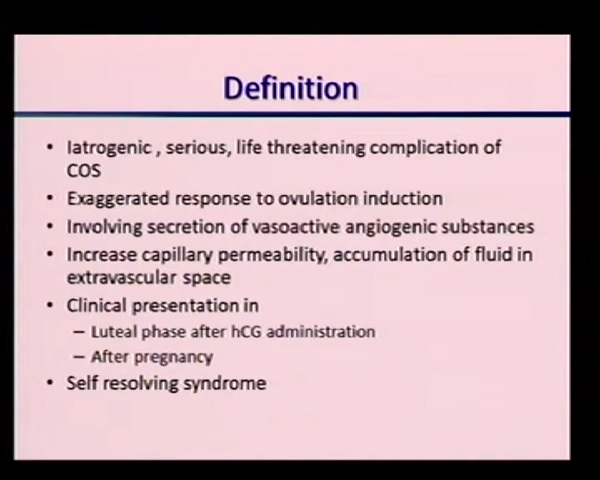 Definition
• Iatrogenic , serious, life threatening complication of
COS
• Exaggerated response to ovulation induction
• Involving secretion of vasoactive angiogenic substances
• Increase capillary permeability, accumulation of fluid in
extravascular space
• Clinical presentation in
– Luteal phase after hCG administration
– After pregnancy
• Self resolving syndrome